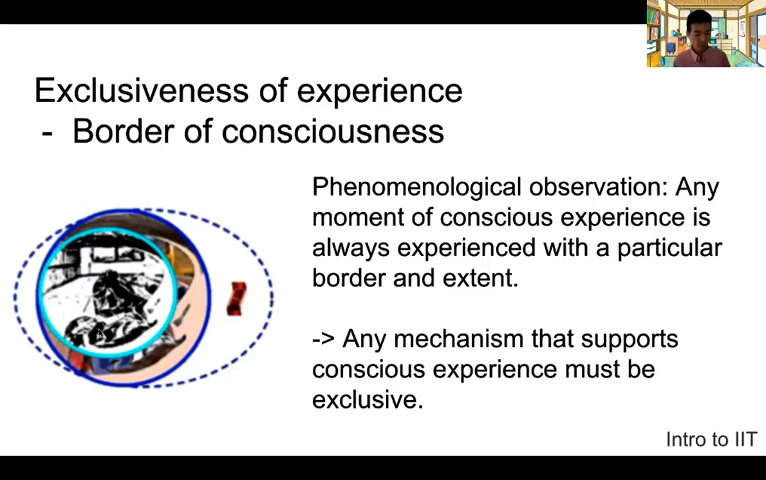 Exclusiveness of experience
- Border of consciousness
Phenomenological observation: Any
moment of conscious experience is
always experienced with a particular
border and extent.
-> Any mechanism that supports
conscious experience must be
exclusive.
Intro to IIT